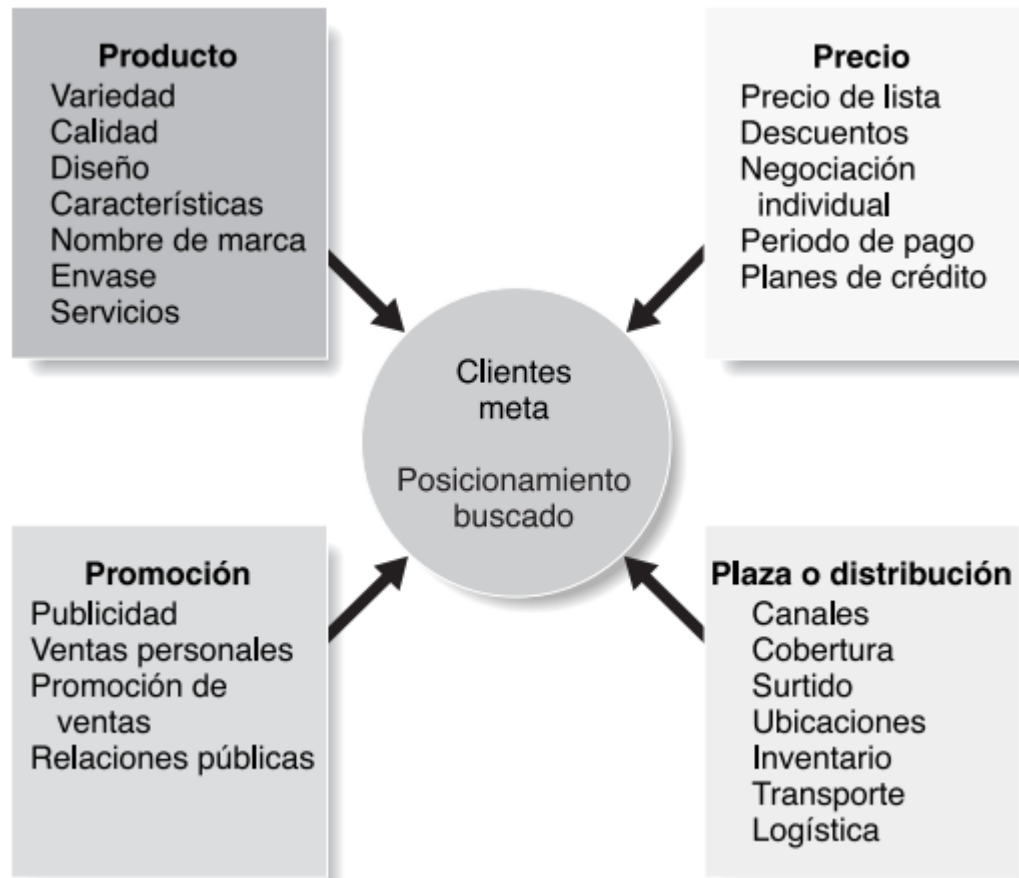 Producto
Variedad
Calidad
Diseño
Características
Nombre de marca
Envase
Servicios
Precio
Precio de lista
Descuentos
Negociación
individual
Periodo de pago
Planes de crédito
Clientes
meta
Posicionamiento
buscado
Promoción
Publicidad
Ventas personales
Promoción de
ventas
Relaciones públicas
Plaza o distribución
Canales
Cobertura
Surtido
Ubicaciones
Inventario
Transporte
Logística